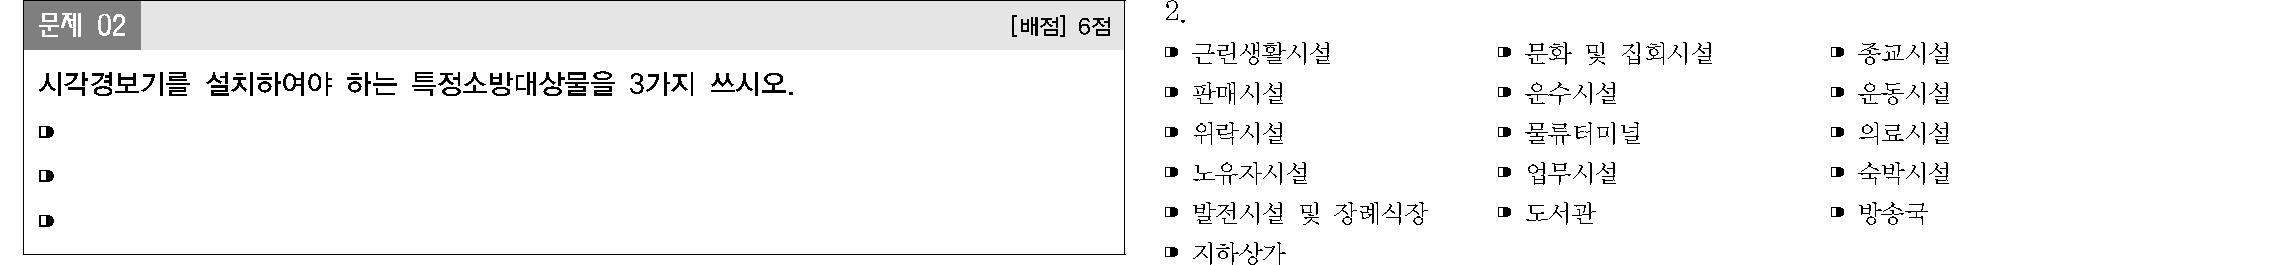 문제 02 [배점] 6점
시각경보기를 설치하여야 하는 특정소방대상물을 3가지 쓰시오.
2.
근린생활시설 문화 및 집회시설 종교시설
판매시설 운수시설 운동시설
위락시설 물류터미널 의료시설
노유자시설 업무시설 숙박시설
발전시설 및 장례식장 도서관 방송국
지하상가